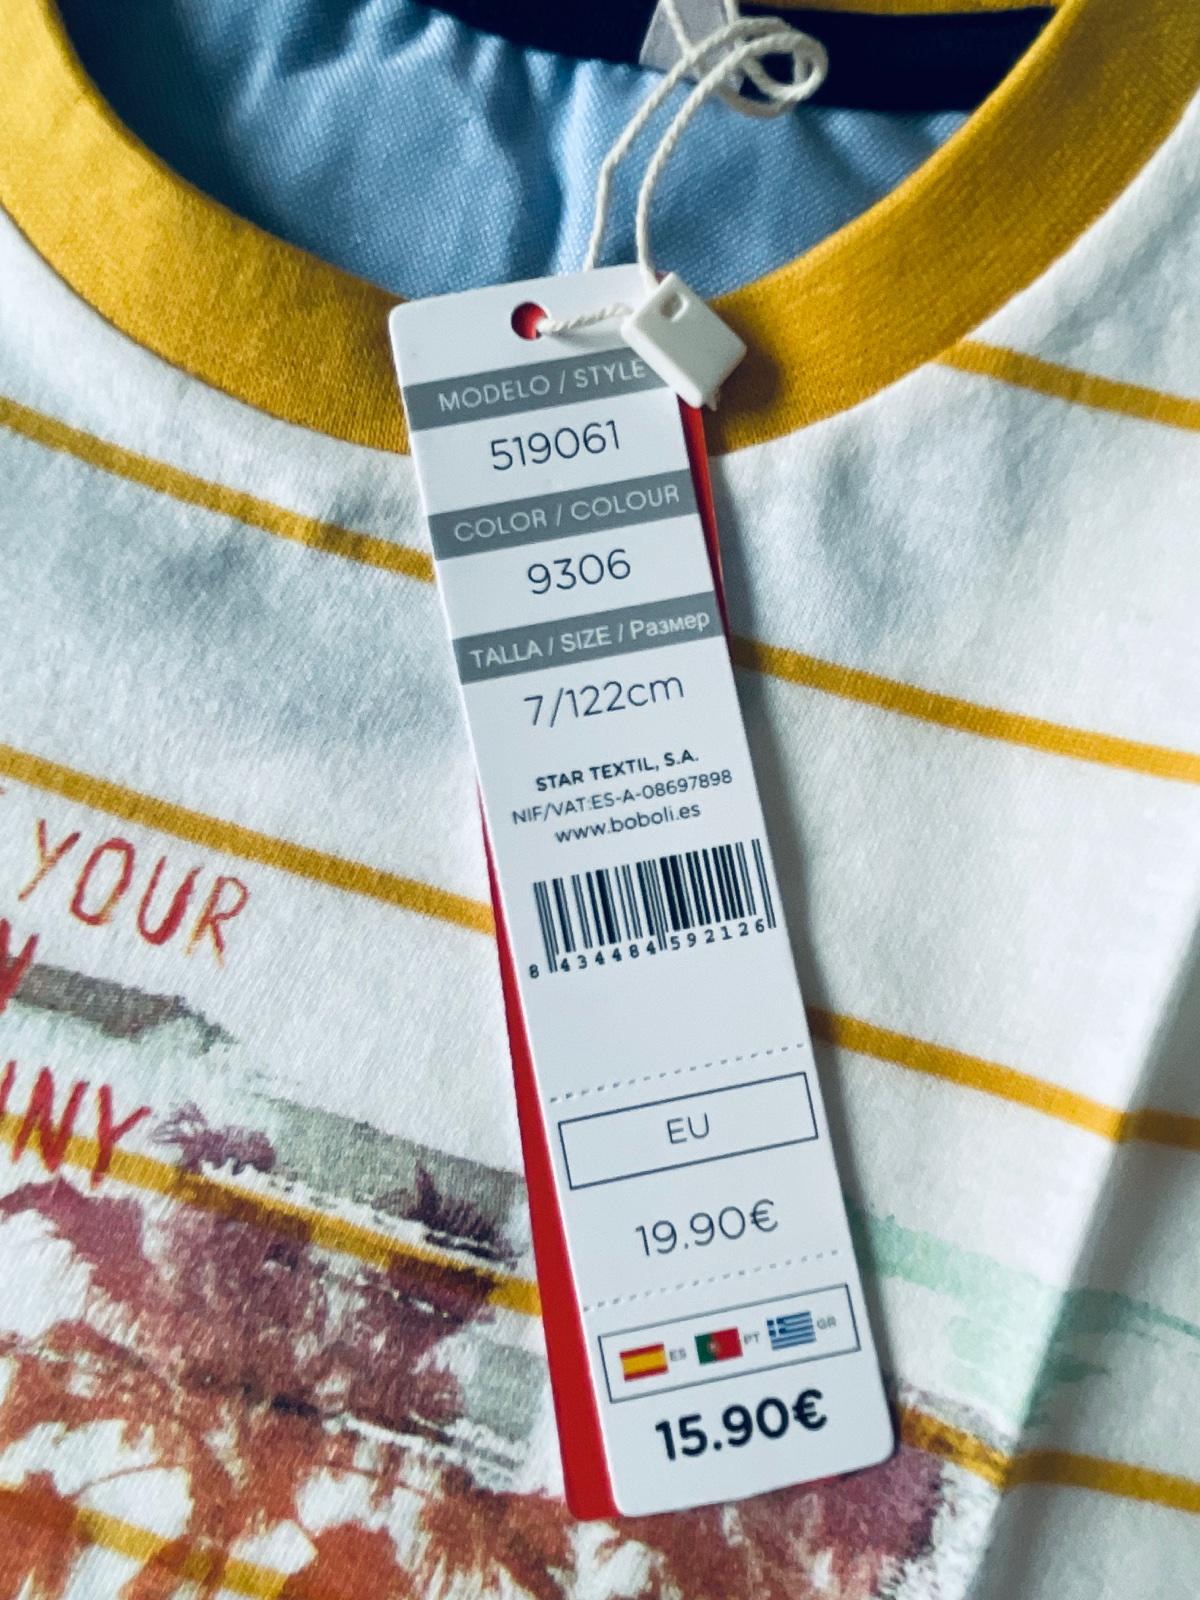 MODELO / STYLE
519061
COLOR / COLOUR
9306
TALLA / SIZE / Размер
7/122cm
STAR TEXTIL, S.A.
NIF/VAT:ES-A-08697898
www.boboli.es
8 434484 592126
EU
19.90€
ES PT GR
15.90€
YOUR